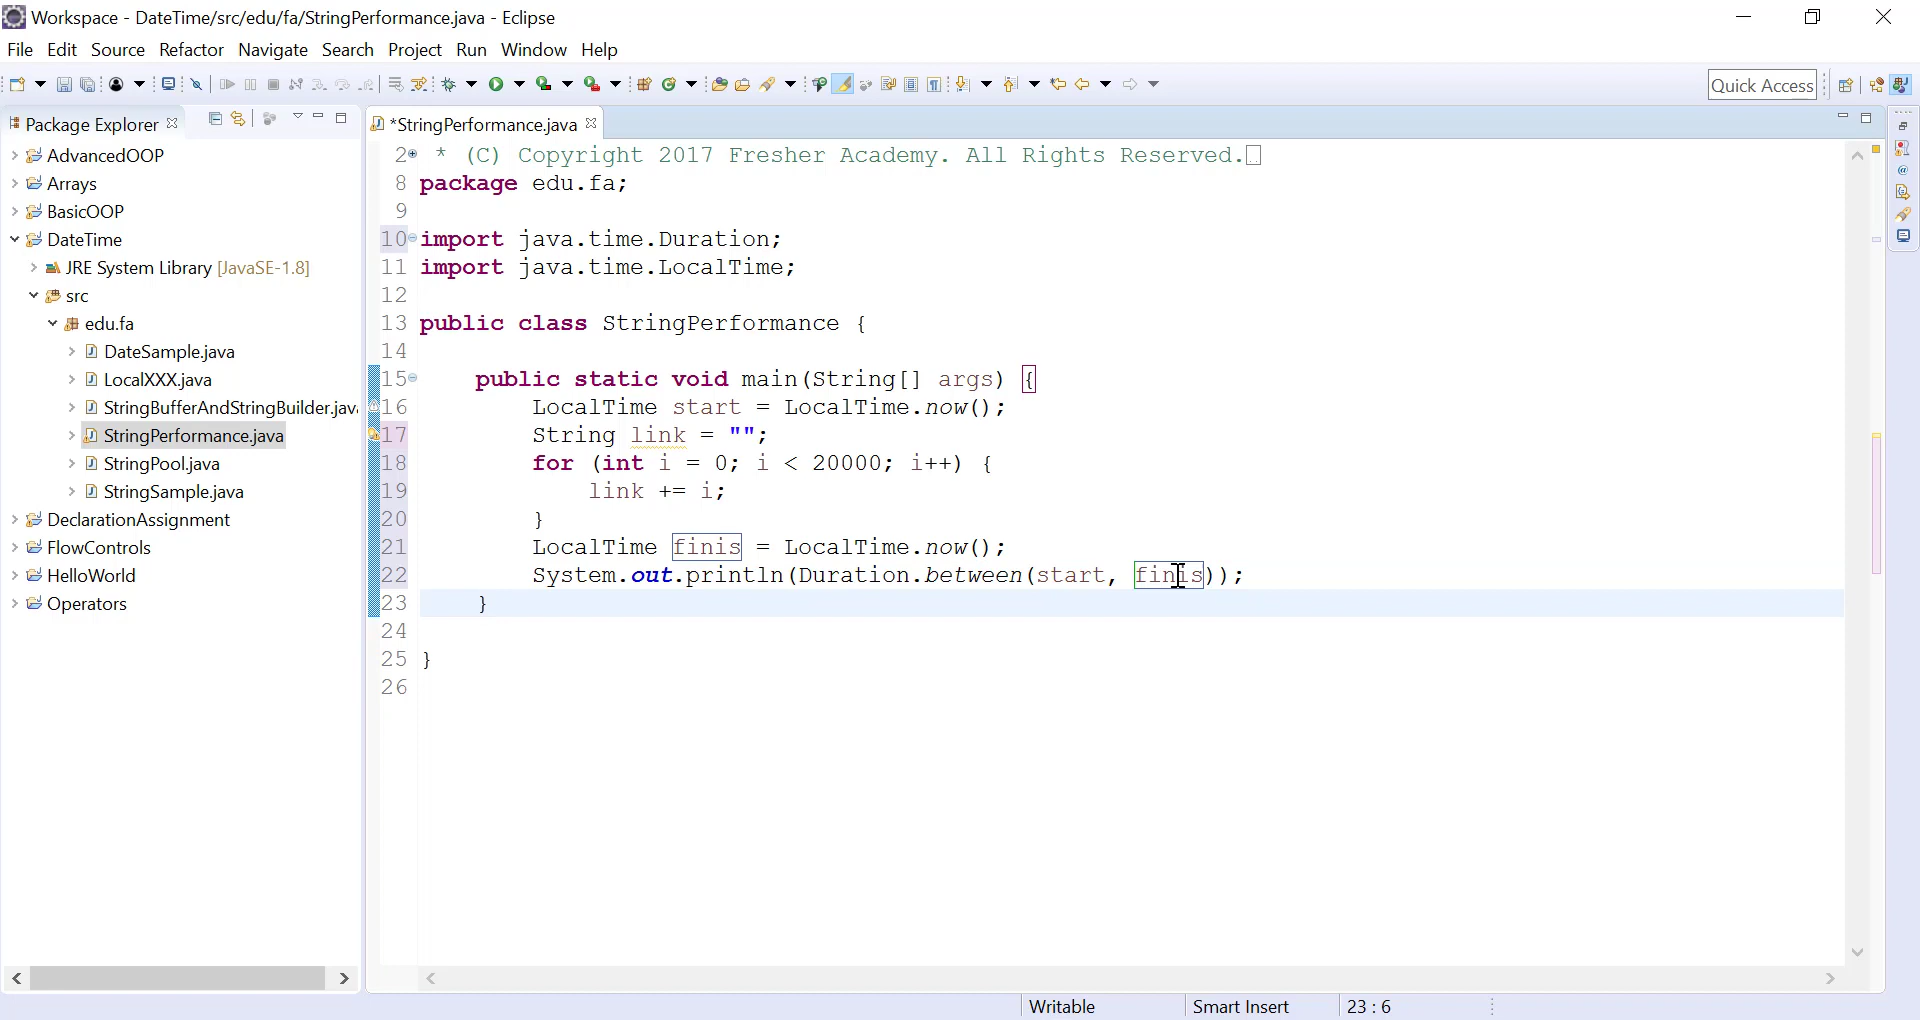 Workspace - DateTime/src/edu/fa/StringPerformance.java - Eclipse
File Edit Source Refactor Navigate Search Project Run Window Help
Quick Access
Package Explorer
*StringPerformance.java
AdvancedOOP
Arrays
BasicOOP
DateTime
JRE System Library [JavaSE-1.8]
src
edu.fa
DateSample.java
LocalXXX.java
StringBufferAndStringBuilder.jav
StringPerformance.java
StringPool.java
StringSample.java
DeclarationAssignment
FlowControls
HelloWorld
Operators
2 * (C) Copyright 2017 Fresher Academy. All Rights Reserved.
8 package edu.fa;
9
10 import java.time.Duration;
11 import java.time.LocalTime;
12
13 public class StringPerformance {
14
15 public static void main(String[] args) {
16 LocalTime start = LocalTime.now();
17 String link = "";
18 for (int i = 0; i < 20000; i++) {
19 link += i;
20 }
21 LocalTime finis = LocalTime.now();
22 System.out.println(Duration.between(start, finis));
23 }
24
25 }
26
Writable
Smart Insert
23 : 6